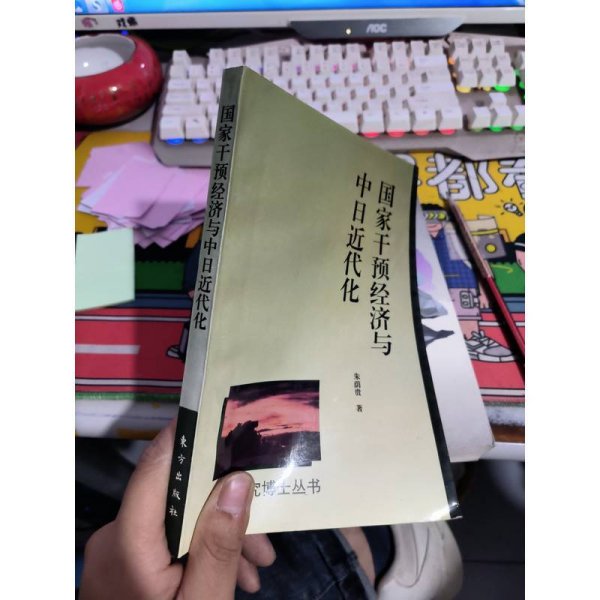 AOC
国家干预经济与
中日近代化
朱荫贵 著
究博士丛书
国家干预经济与中日近代化
东方出版社
都